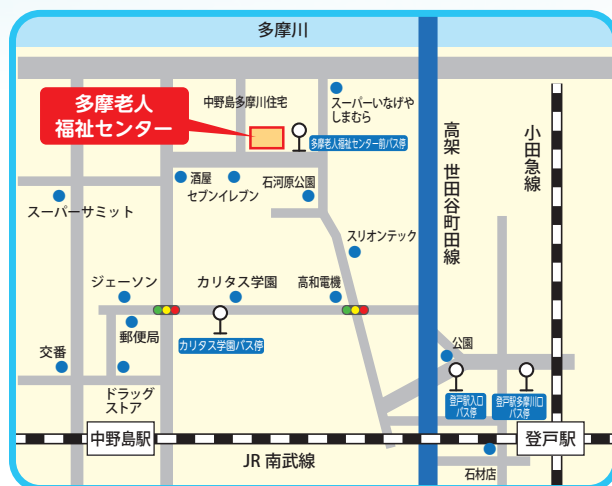 多摩川
多摩老人
福祉センター
中野島多摩川住宅
スーパーいなげや
しまむら
多摩老人福祉センター前バス停
酒屋
セブンイレブン
石河原公園
スーパーサミット
高架 世田谷町田線
小田急線
スリオンテック
ジェーソン
カリタス学園
高和電機
郵便局
カリタス学園バス停
交番
ドラッグ
ストア
公園
登戸駅入口
バス停
登戸駅多摩川口
バス停
中野島駅
JR 南武線
登戸駅
石材店